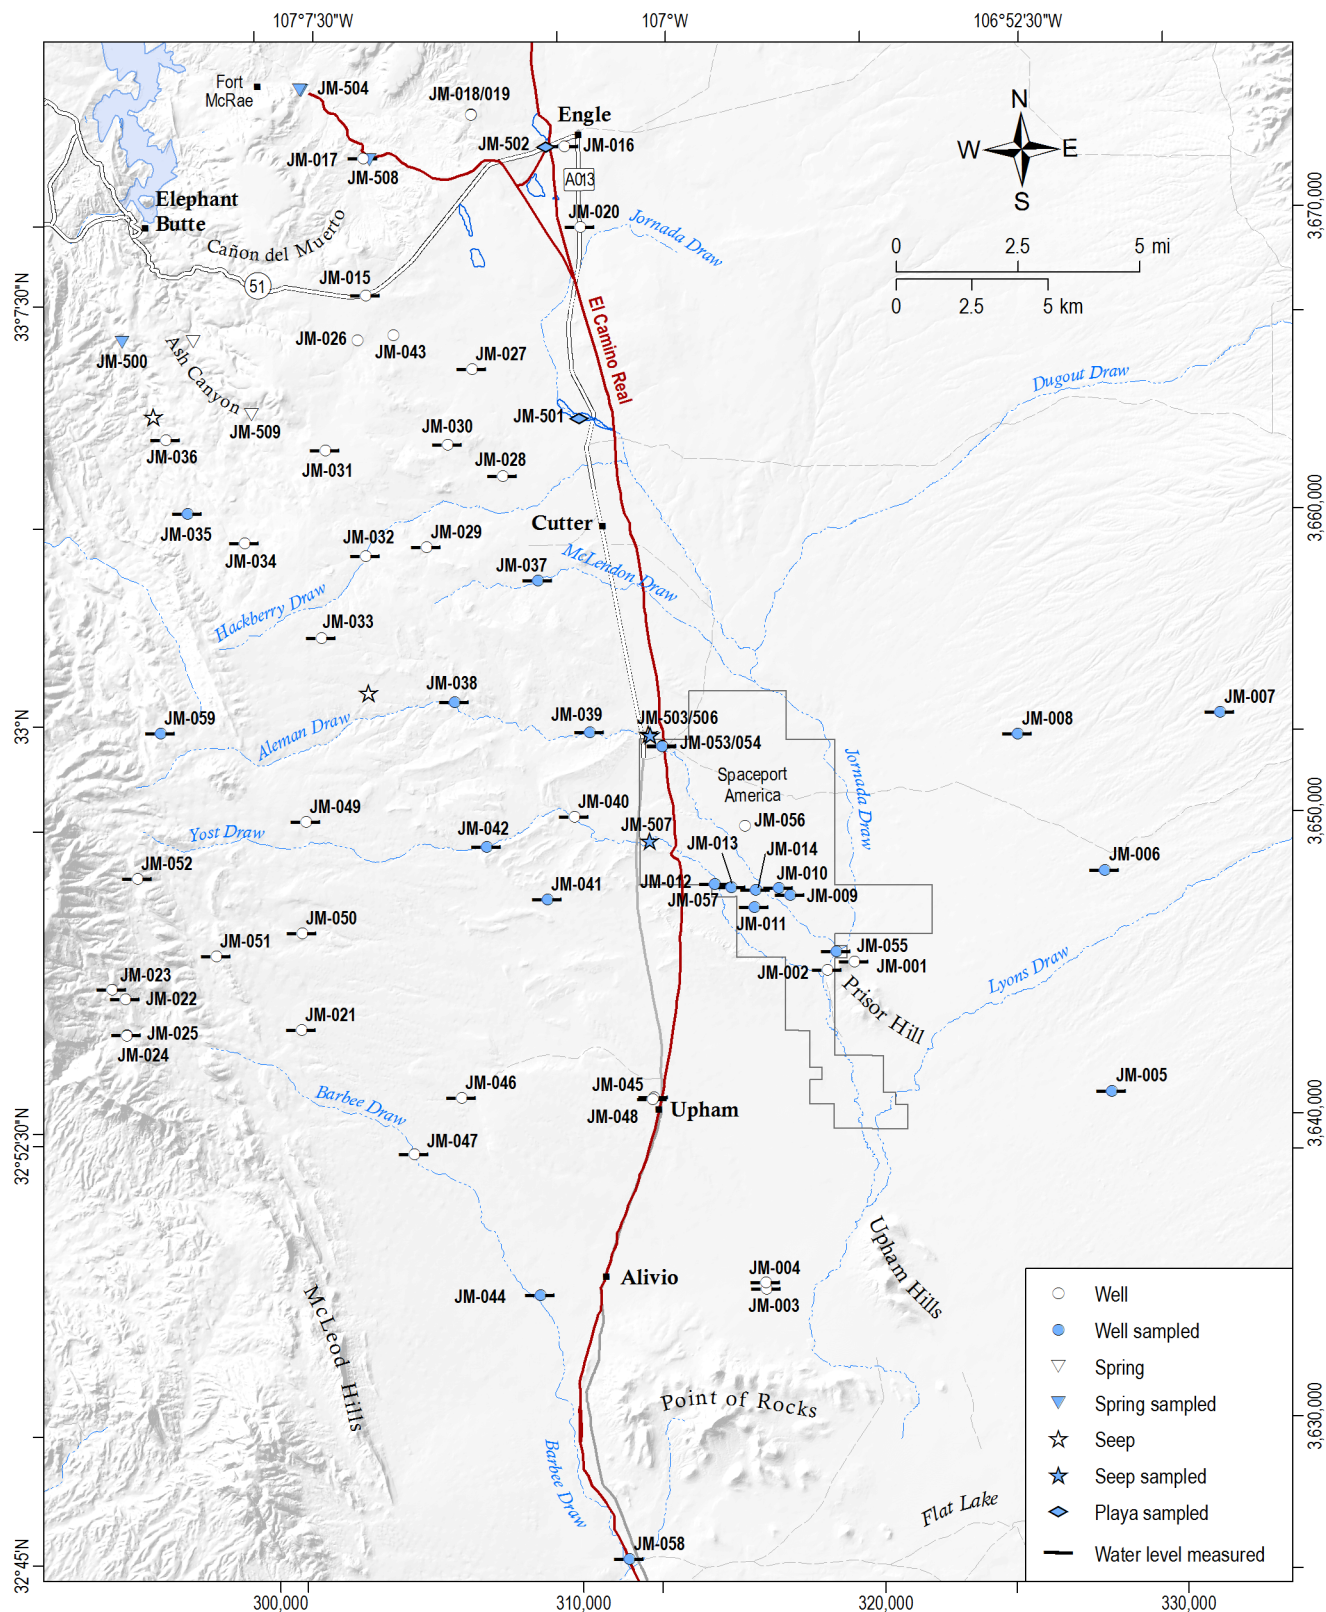 107°7'30"W
107°W
106°52'30"W
Fort
McRae
JM-504
JM-018/019
Engle
JM-502
JM-016
N
W
E
S
JM-017
JM-508
A013
Elephant
Butte
Cañon del Muerto
JM-020
Jornada Draw
3,670,000
0
2.5
5 mi
0
2.5
5 km
51
JM-015
33°7'30"N
El Camino Real
JM-026
JM-043
JM-027
JM-500
Ash Canyon
Dugout Draw
JM-501
JM-509
JM-030
JM-036
JM-031
JM-028
3,660,000
JM-035
Cutter
JM-034
JM-032
JM-029
McLendon Draw
JM-037
Hackberry Draw
JM-033
JM-038
JM-007
33°N
JM-059
Aleman Draw
JM-039
JM-503/506
JM-008
JM-053/054
Jornada Draw
Spaceport
America
JM-049
JM-040
3,650,000
Yost Draw
JM-042
JM-507
JM-056
JM-013
JM-014
JM-052
JM-006
JM-010
JM-012
JM-041
JM-057
JM-009
JM-011
JM-050
JM-051
JM-055
JM-001
JM-002
Lyons Draw
JM-023
JM-022
Prisor Hill
JM-021
JM-025
JM-024
JM-005
JM-046
JM-045
Barbee Draw
JM-048
Upham
3,640,000
32°52'30"N
JM-047
Upham Hills
JM-004
Alivio
JM-044
JM-003
McLeod Hills
Well
Well sampled
Spring
Point of Rocks
Spring sampled
3,630,000
Seep
Barbee Draw
Seep sampled
Flat Lake
Playa sampled
JM-058
Water level measured
32°45'N
300,000
310,000
320,000
330,000